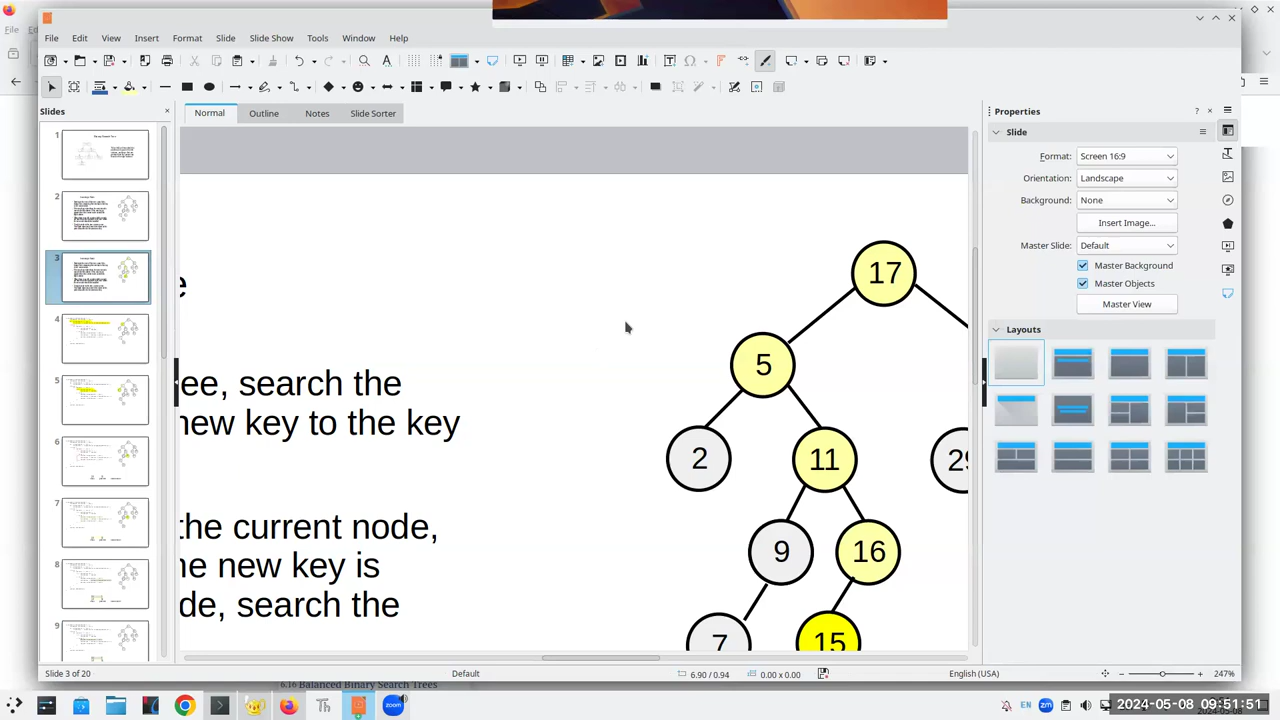 File
File
Edit
View
Insert
Format
Slide
Slide Show
Tools
Window
Help
Slides
Normal
Outline
Notes
Slide Sorter
Properties
Slide
Format:
Screen 16:9
Orientation:
Landscape
Background:
None
Insert Image...
Master Slide:
Default
Master Background
Master Objects
Master View
Layouts
1
2
3
4
5
6
7
8
9
e
ee, search the
new key to the key
the current node,
ne new key is
de, search the
17
5
2
11
29
9
16
7
15
Slide 3 of 20
Default
6.90 / 0.94
0.00 x 0.00
English (USA)
247%
6.16 Balanced Binary Search Trees
EN
zoom
zm
2024-05-08 09:51:51